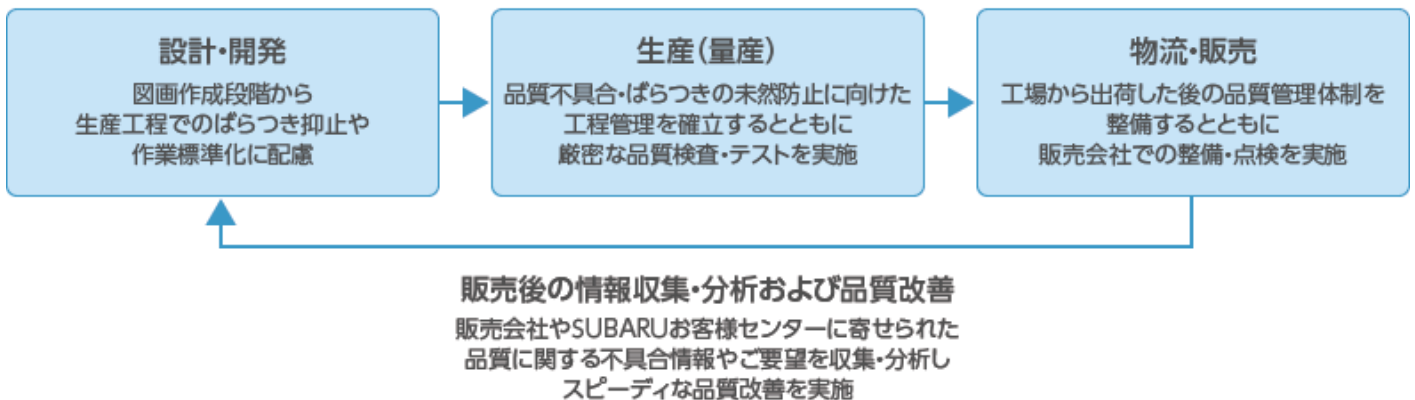 設計・開発
図画作成段階から
生産工程でのばらつき抑止や
作業標準化に配慮
生産(量産)
品質不具合・ばらつきの未然防止に向けた
工程管理を確立するとともに
厳密な品質検査・テストを実施
物流・販売
工場から出荷した後の品質管理体制を
整備するとともに
販売会社での整備・点検を実施
販売後の情報収集・分析および品質改善
販売会社やSUBARUお客様センターに寄せられた
品質に関する不具合情報やご要望を収集・分析し
スピーディな品質改善を実施